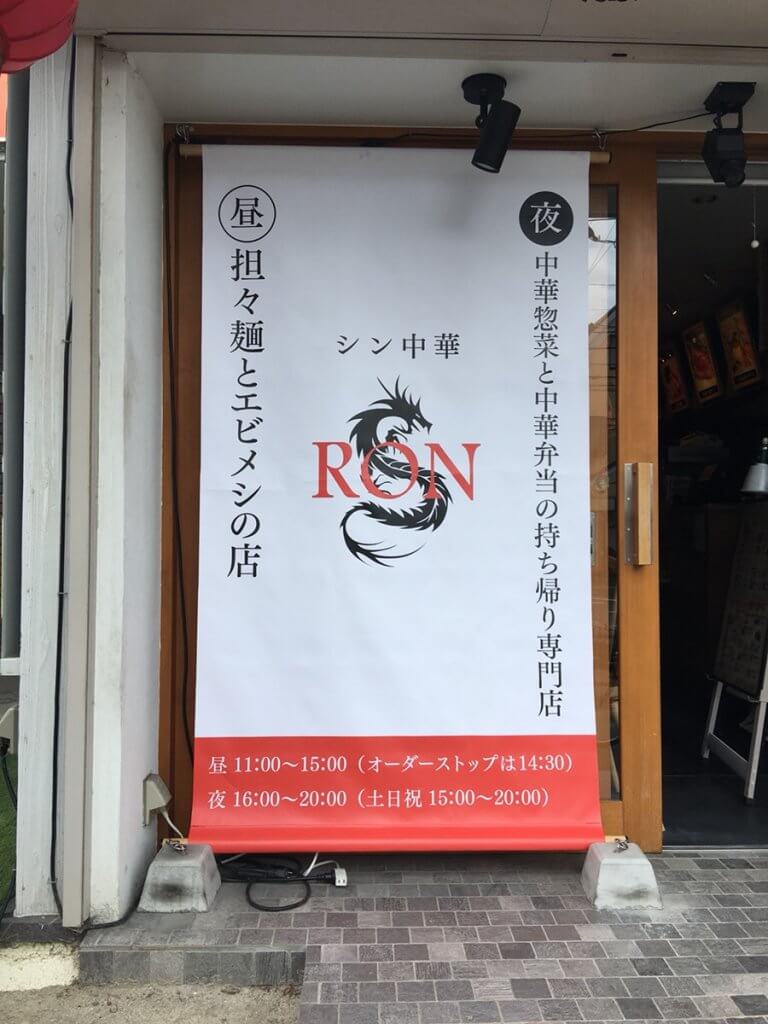 夜
中華惣菜と中華弁当の持ち帰り専門店
シン中華
RON
昼
担々麺とエビメシの店
昼 11:00〜15:00（オーダーストップは14:30）
夜 16:00〜20:00（土日祝 15:00〜20:00）